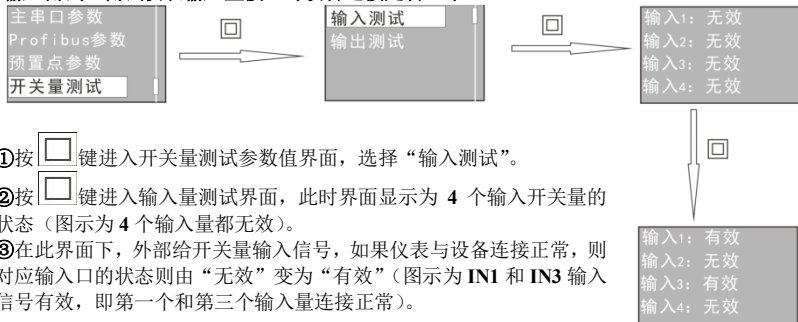 主串口参数
Profibus参数
预置点参数
开关量测试
输入测试
输出测试
输入1: 无效
输入2: 无效
输入3: 无效
输入4: 无效
①按 键进入开关量测试参数值界面，选择“输入测试”。
②按 键进入输入量测试界面，此时界面显示为 4 个输入开关量的
状态（图示为 4 个输入量都无效）。
③在此界面下，外部给开关量输入信号，如果仪表与设备连接正常，则
对应输入口的状态则由“无效”变为“有效”（图示为 IN1 和 IN3 输入
信号有效，即第一个和第三个输入量连接正常）。
输入1: 有效
输入2: 无效
输入3: 有效
输入4: 无效